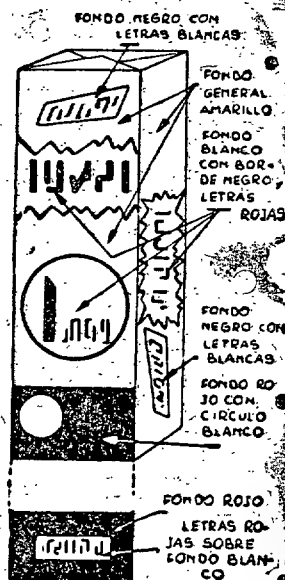 FONDO NEGRO CON
LETRAS BLANCAS
FONDO
GENERAL
AMARILLO
FONDO
BLANCO
CON BOR-
DE NEGRO,
LETRAS
ROJAS
FONDO
NEGRO CON
LETRAS
BLANCAS
FONDO RO-
JO CON
CIRCULO
BLANCO
FONDO ROJO
LETRAS RO-
JAS SOBRE
FONDO BLAN-
CO